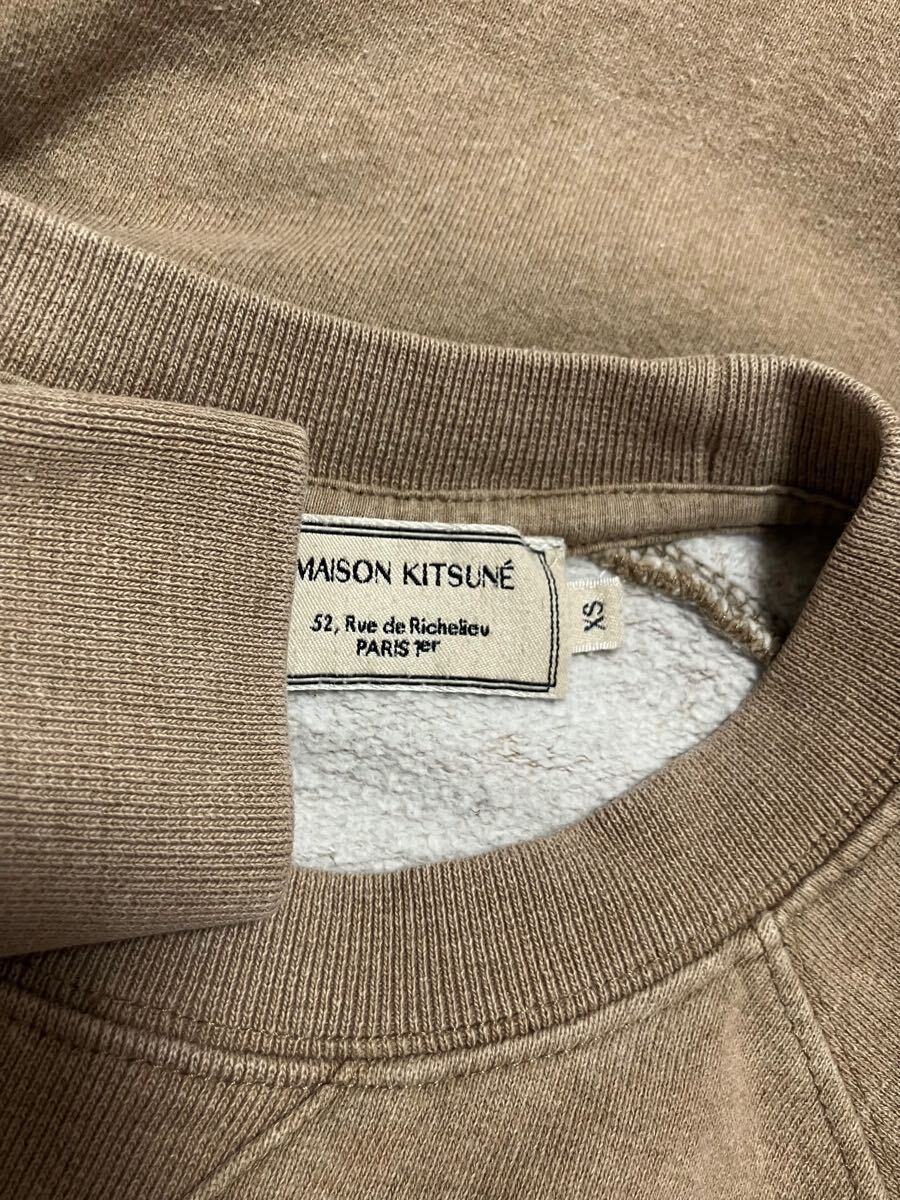 MAISON KITSUNÉ
52, Rue de Richelieu
PARIS 1er
XS